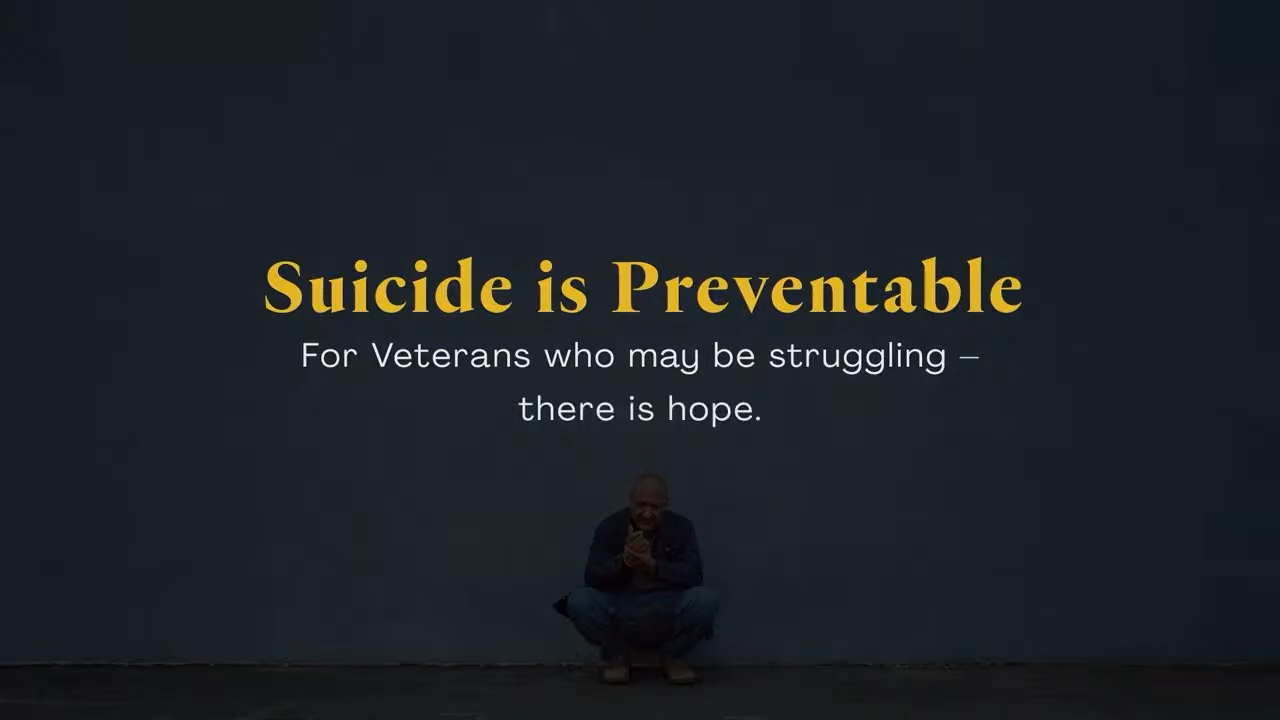 Suicide is Preventable
For Veterans who may be struggling –
there is hope.